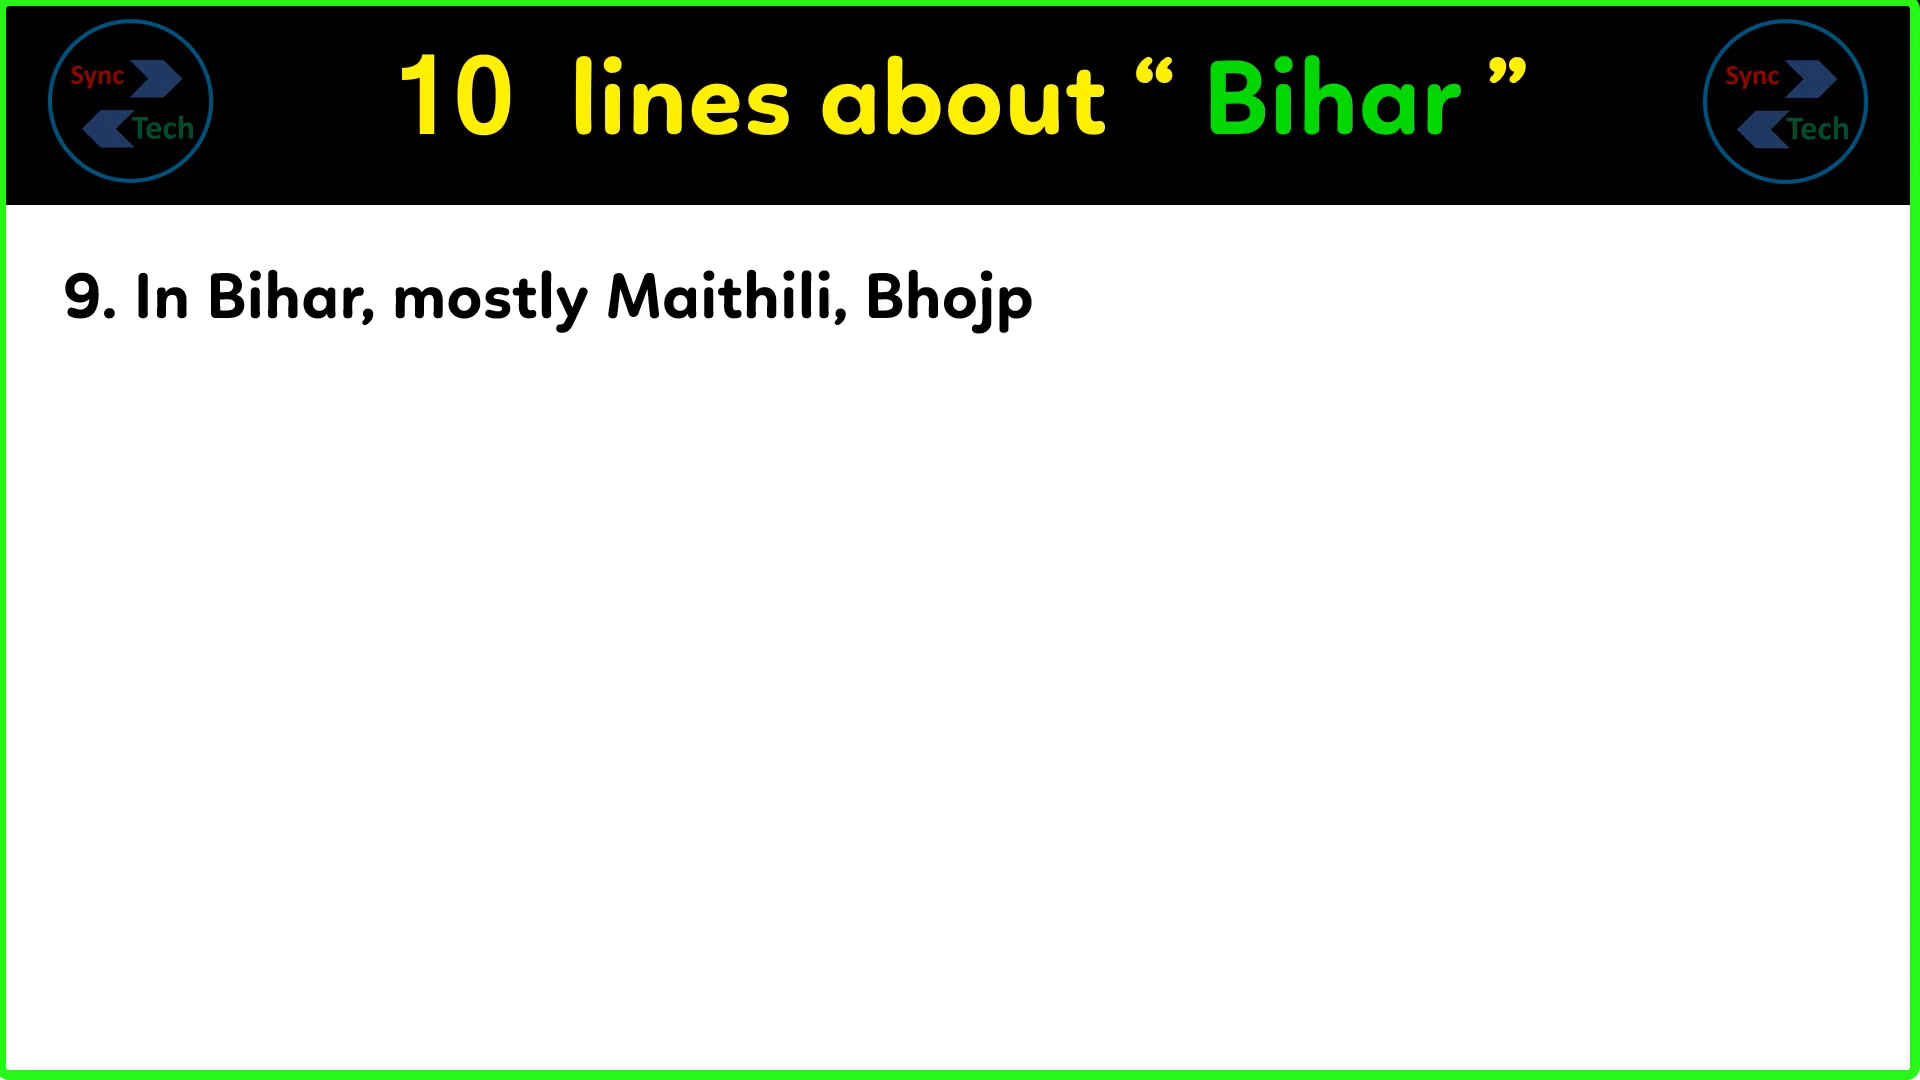 Sync
Tech
10 lines about “ Bihar ”
Sync
Tech
9. In Bihar, mostly Maithili, Bhojp